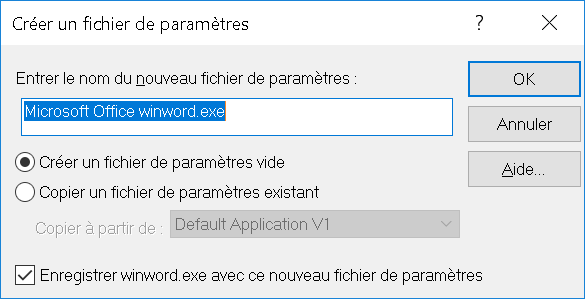 Créer un fichier de paramètres
?
Entrer le nom du nouveau fichier de paramètres :
OK
Microsoft Office winword.exe
Annuler
Créer un fichier de paramètres vide
Aide...
Copier un fichier de paramètres existant
Copier à partir de : Default Application V1
Enregistrer winword.exe avec ce nouveau fichier de paramètres